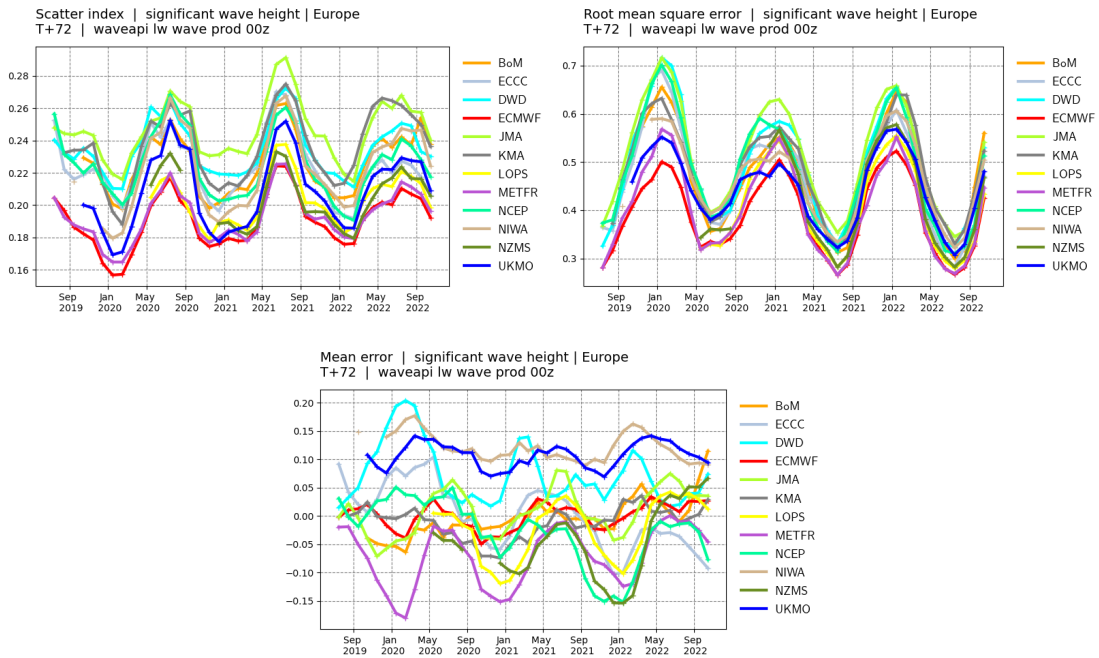 Scatter index | significant wave height | Europe
T+72 | waveapi lw wave prod 00z
0.28
0.26
0.24
0.22
0.20
0.18
0.16
Sep 2019
Jan 2020
May 2020
Sep 2020
Jan 2021
May 2021
Sep 2021
Jan 2022
May 2022
Sep 2022
BoM
ECCC
DWD
ECMWF
JMA
KMA
LOPS
METFR
NCEP
NIWA
NZMS
UKMO
Root mean square error | significant wave height | Europe
T+72 | waveapi lw wave prod 00z
0.7
0.6
0.5
0.4
0.3
Sep 2019
Jan 2020
May 2020
Sep 2020
Jan 2021
May 2021
Sep 2021
Jan 2022
May 2022
Sep 2022
BoM
ECCC
DWD
ECMWF
JMA
KMA
LOPS
METFR
NCEP
NIWA
NZMS
UKMO
Mean error | significant wave height | Europe
T+72 | waveapi lw wave prod 00z
0.20
0.15
0.10
0.05
0.00
−0.05
−0.10
−0.15
Sep 2019
Jan 2020
May 2020
Sep 2020
Jan 2021
May 2021
Sep 2021
Jan 2022
May 2022
Sep 2022
BoM
ECCC
DWD
ECMWF
JMA
KMA
LOPS
METFR
NCEP
NIWA
NZMS
UKMO